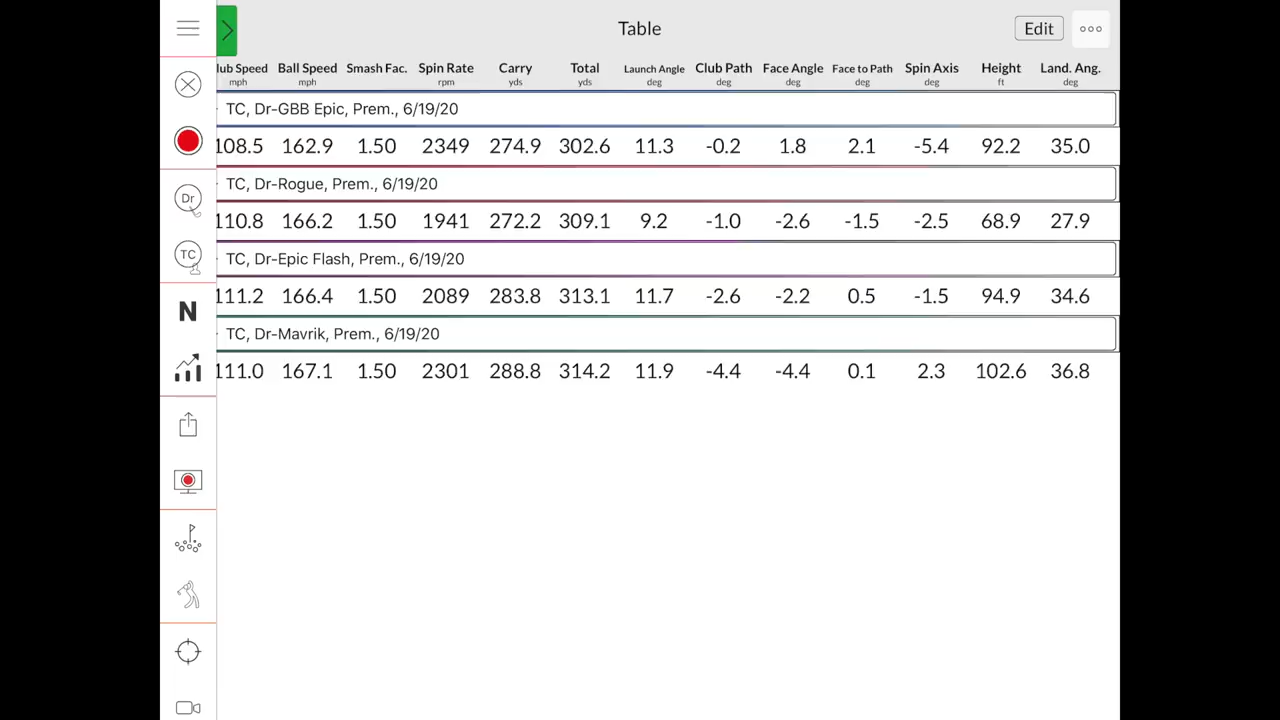 Table
Edit
lub Speed Ball Speed Smash Fac. Spin Rate Carry Total Launch Angle Club Path Face Angle Face to Path Spin Axis Height Land. Ang.
mph mph rpm yds yds deg deg deg deg deg ft deg
TC, Dr-GBB Epic, Prem., 6/19/20
108.5 162.9 1.50 2349 274.9 302.6 11.3 -0.2 1.8 2.1 -5.4 92.2 35.0
TC, Dr-Rogue, Prem., 6/19/20
110.8 166.2 1.50 1941 272.2 309.1 9.2 -1.0 -2.6 -1.5 -2.5 68.9 27.9
TC, Dr-Epic Flash, Prem., 6/19/20
111.2 166.4 1.50 2089 283.8 313.1 11.7 -2.6 -2.2 0.5 -1.5 94.9 34.6
TC, Dr-Mavrik, Prem., 6/19/20
111.0 167.1 1.50 2301 288.8 314.2 11.9 -4.4 -4.4 0.1 2.3 102.6 36.8
Dr
TC
N